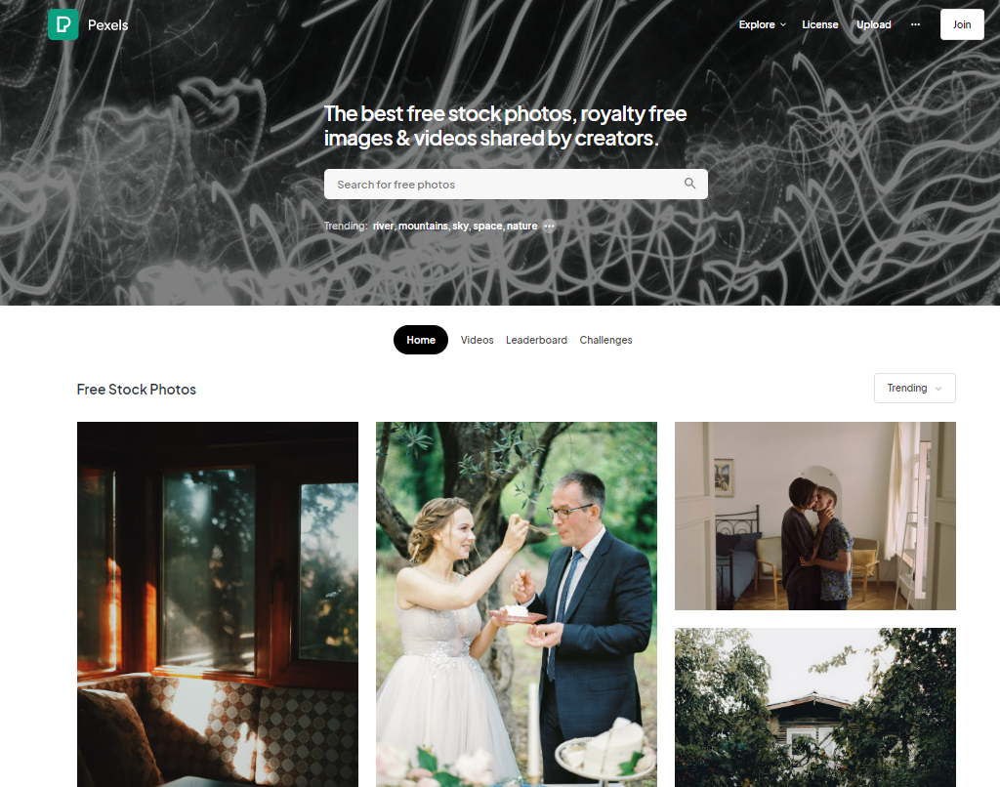 Pexels
Explore License Upload ••• Join
The best free stock photos, royalty free
images & videos shared by creators.
Search for free photos
Trending: river, mountains, sky, space, nature •••
Home Videos Leaderboard Challenges
Free Stock Photos
Trending